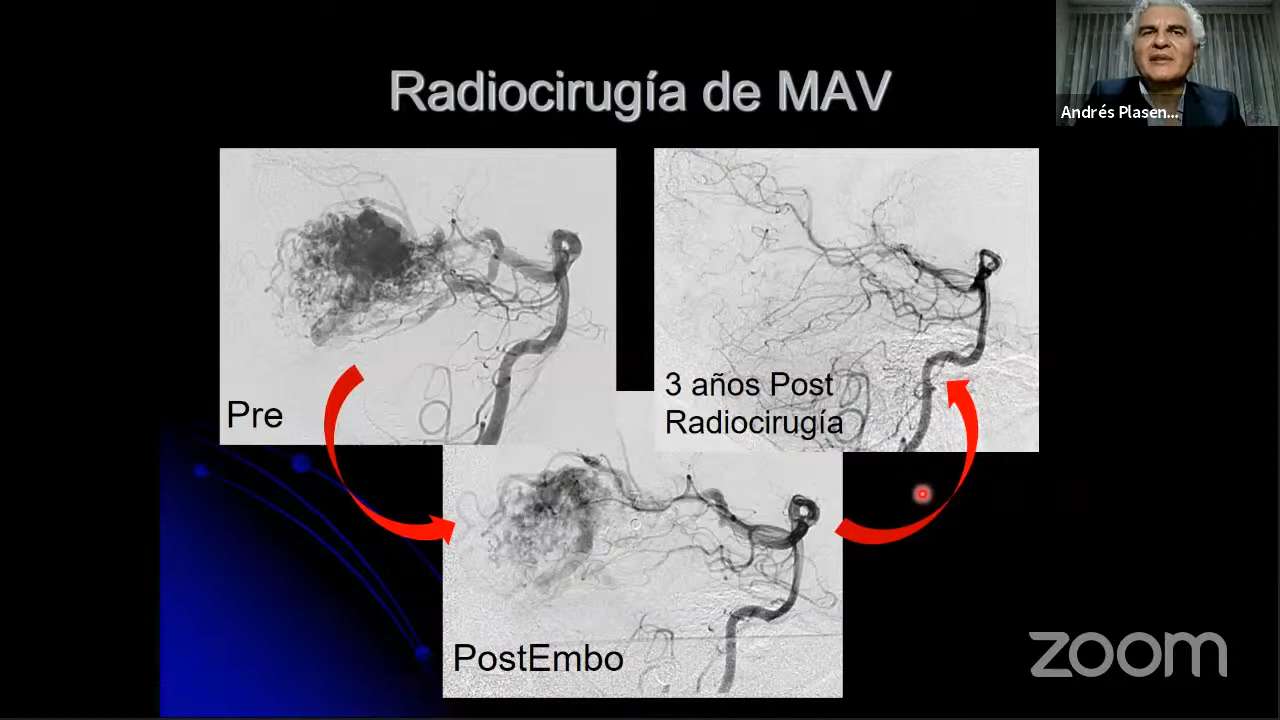 Radiocirugía de MAV
Andrés Plasen...
Pre
3 años Post
Radiocirugía
PostEmbo
zoom